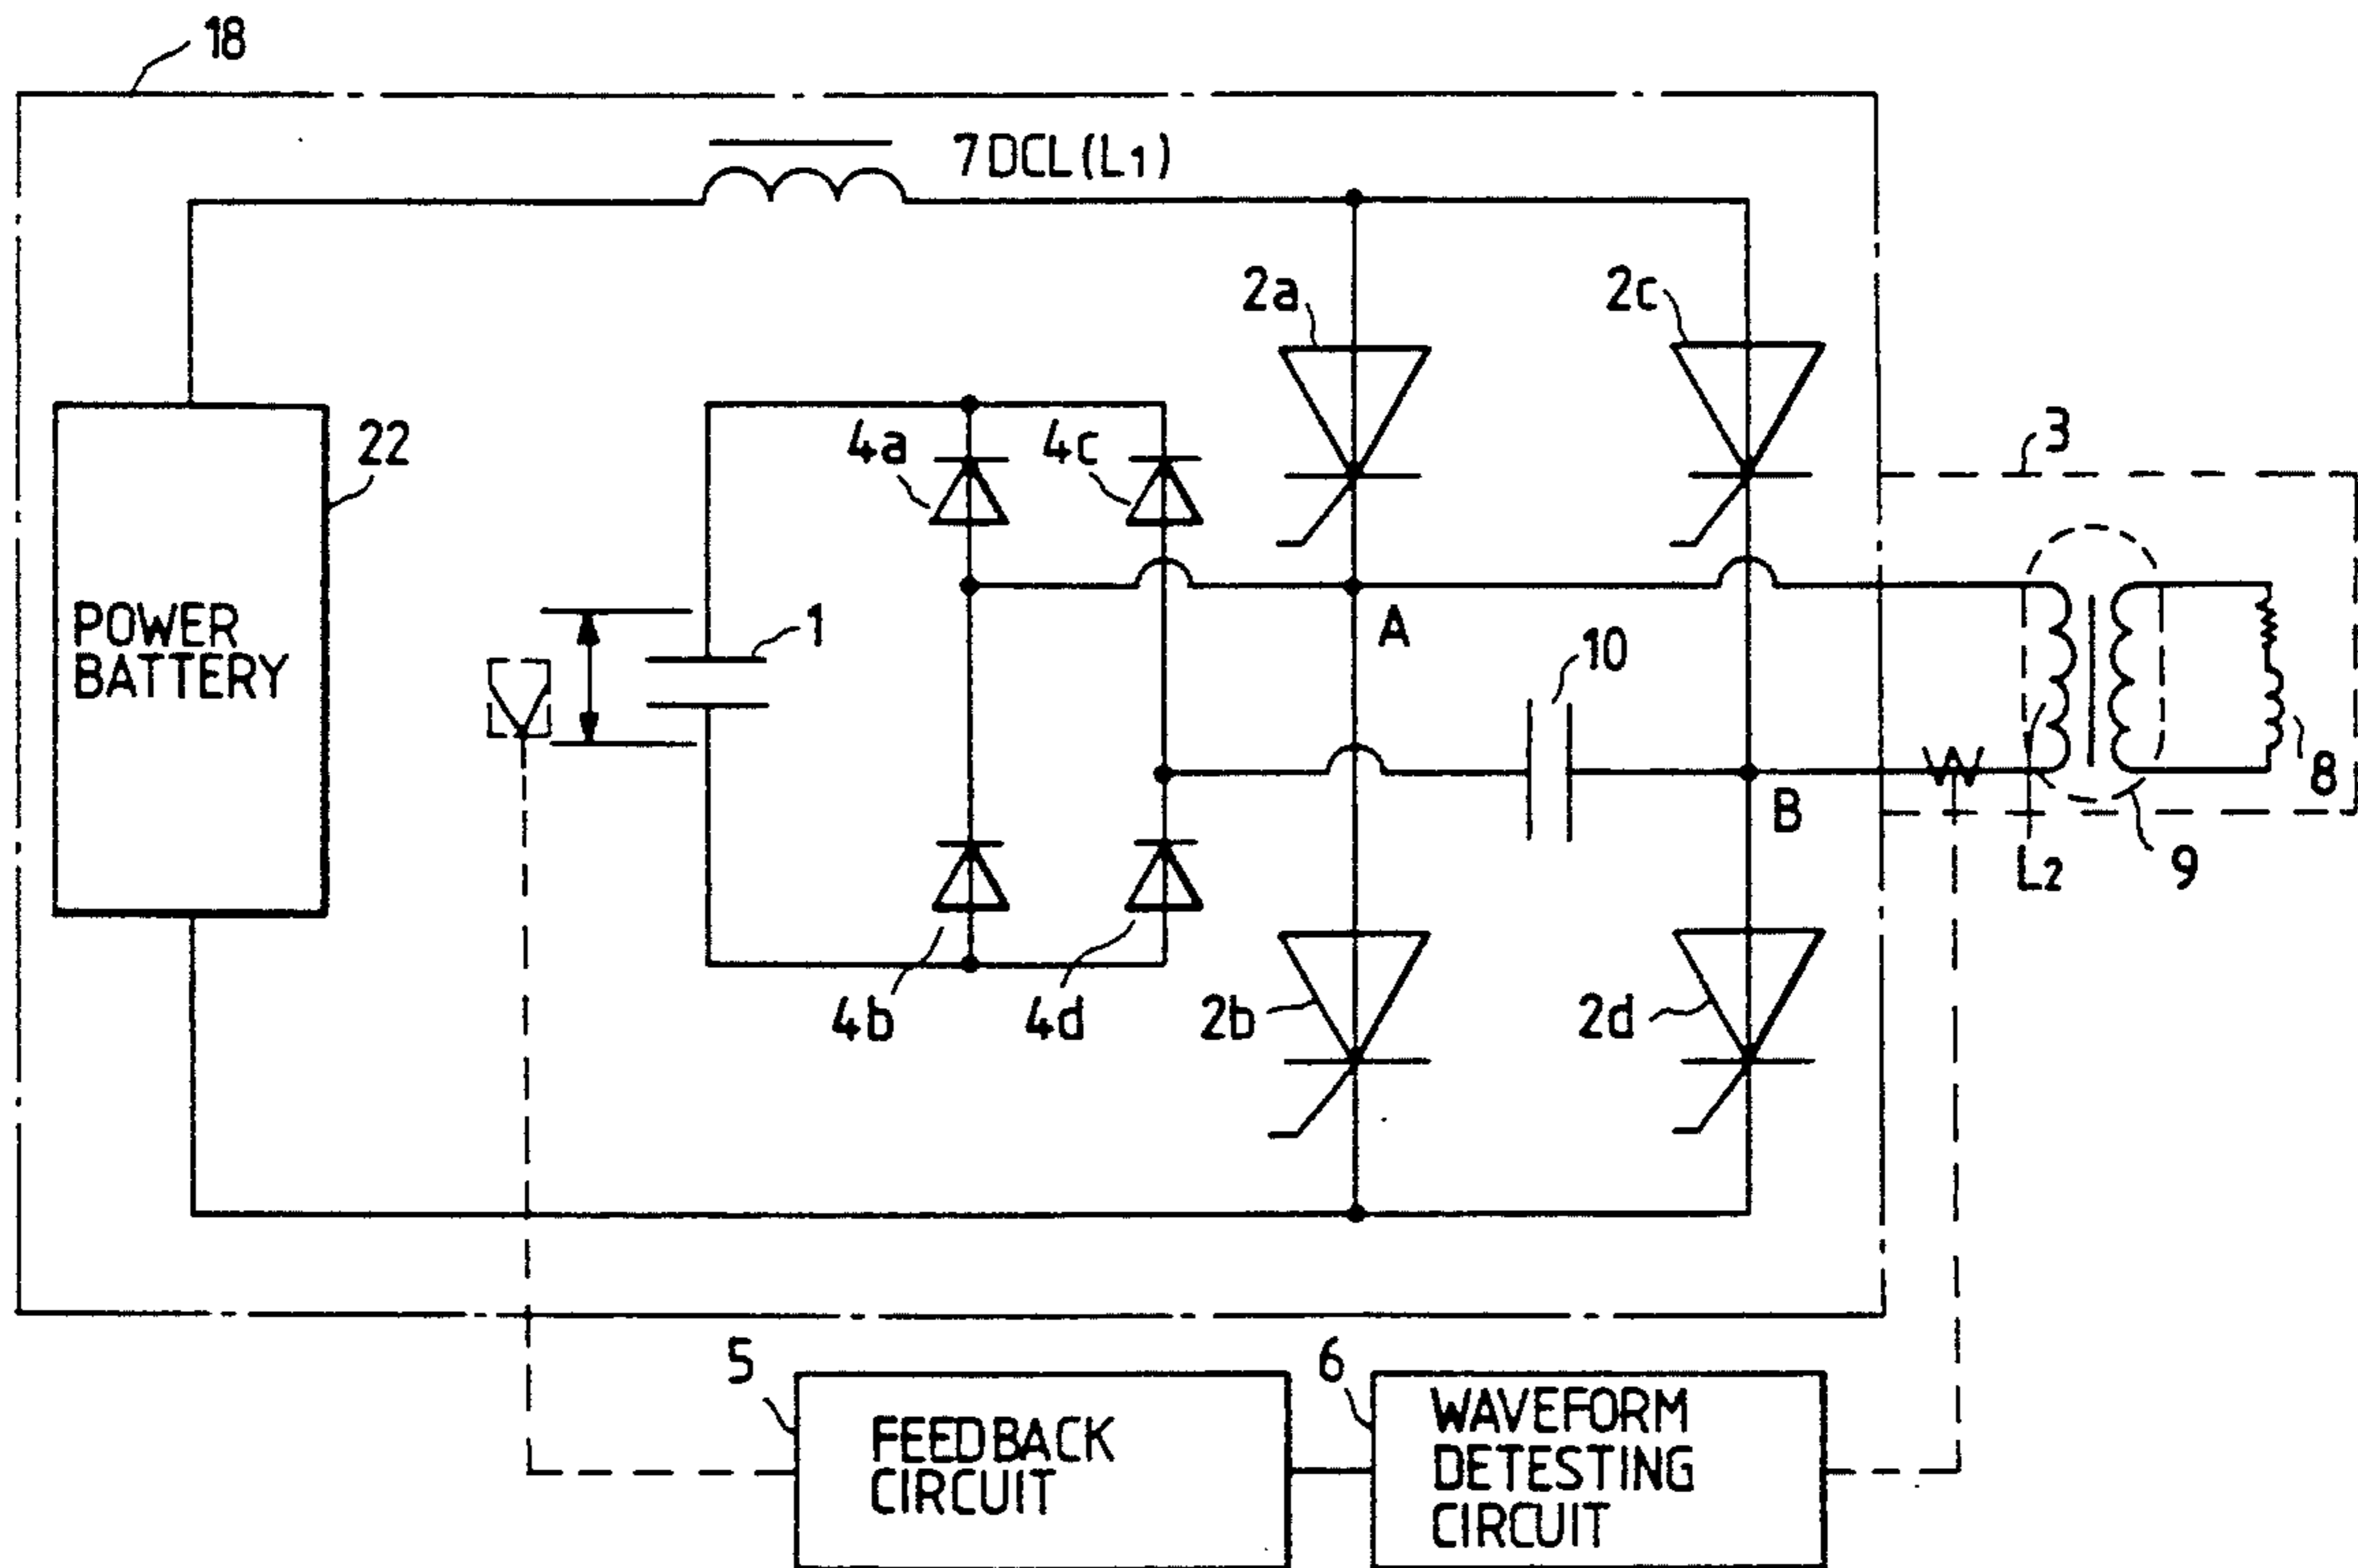 18
7 DCL(L1)
2a
2c
22
4a
4c
3
POWER
BATTERY
1
A
10
8
B
L2
9
4b
4d
2b
2d
5
FEEDBACK
CIRCUIT
6
WAVEFORM
DETESTING
CIRCUIT